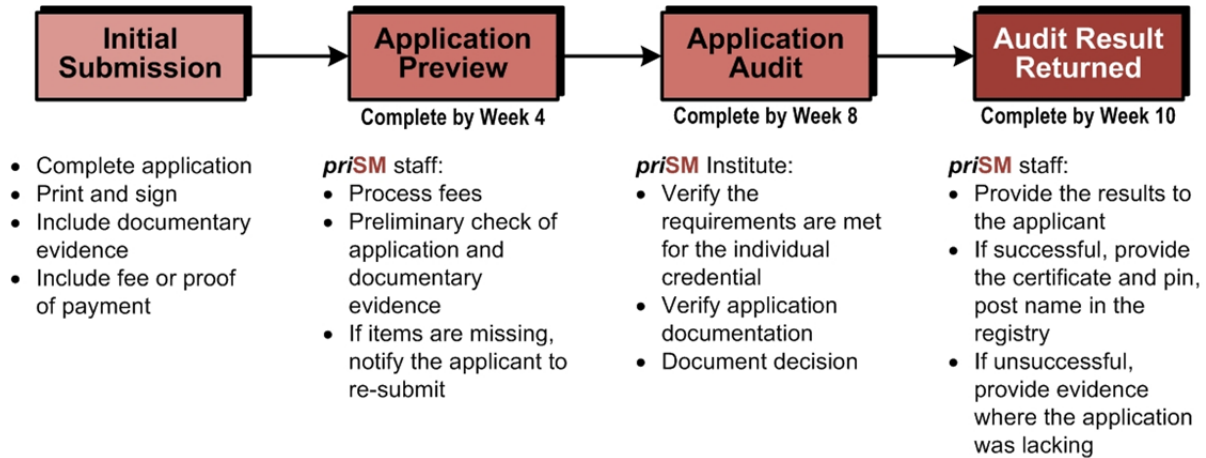 Initial
Submission
Application
Preview
Complete by Week 4
Application
Audit
Complete by Week 8
Audit Result
Returned
Complete by Week 10
• Complete application
• Print and sign
• Include documentary
evidence
• Include fee or proof
of payment
priSM staff:
• Process fees
• Preliminary check of
application and
documentary
evidence
• If items are missing,
notify the applicant to
re-submit
priSM Institute:
• Verify the
requirements are met
for the individual
credential
• Verify application
documentation
• Document decision
priSM staff:
• Provide the results to
the applicant
• If successful, provide
the certificate and pin,
post name in the
registry
• If unsuccessful,
provide evidence
where the application
was lacking